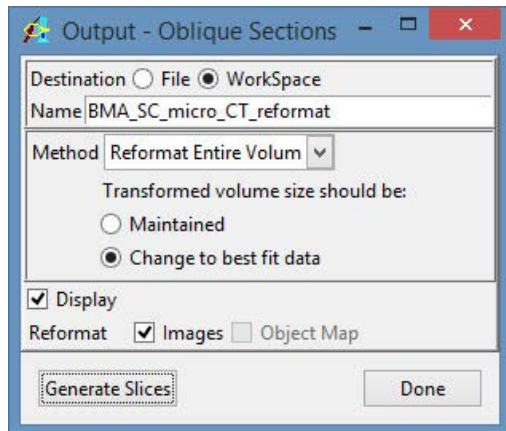 Output - Oblique Sections
Destination File WorkSpace
Name BMA_SC_micro_CT_reformat
Method Reformat Entire Volum
Transformed volume size should be:
Maintained
Change to best fit data
Display
Reformat Images Object Map
Generate Slices Done